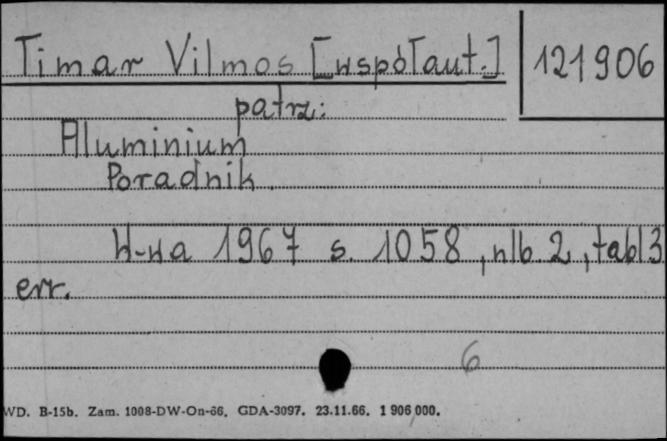 Timar Vilmos [współaut.] 121906
patrz:
Aluminium
Poradnik.
W-wa 1967 s. 1058, nlb. 2, tabl 3
err.
6
WD. B-15b. Zam. 1008-DW-On-66. GDA-3097. 23.11.66. 1 906 000.